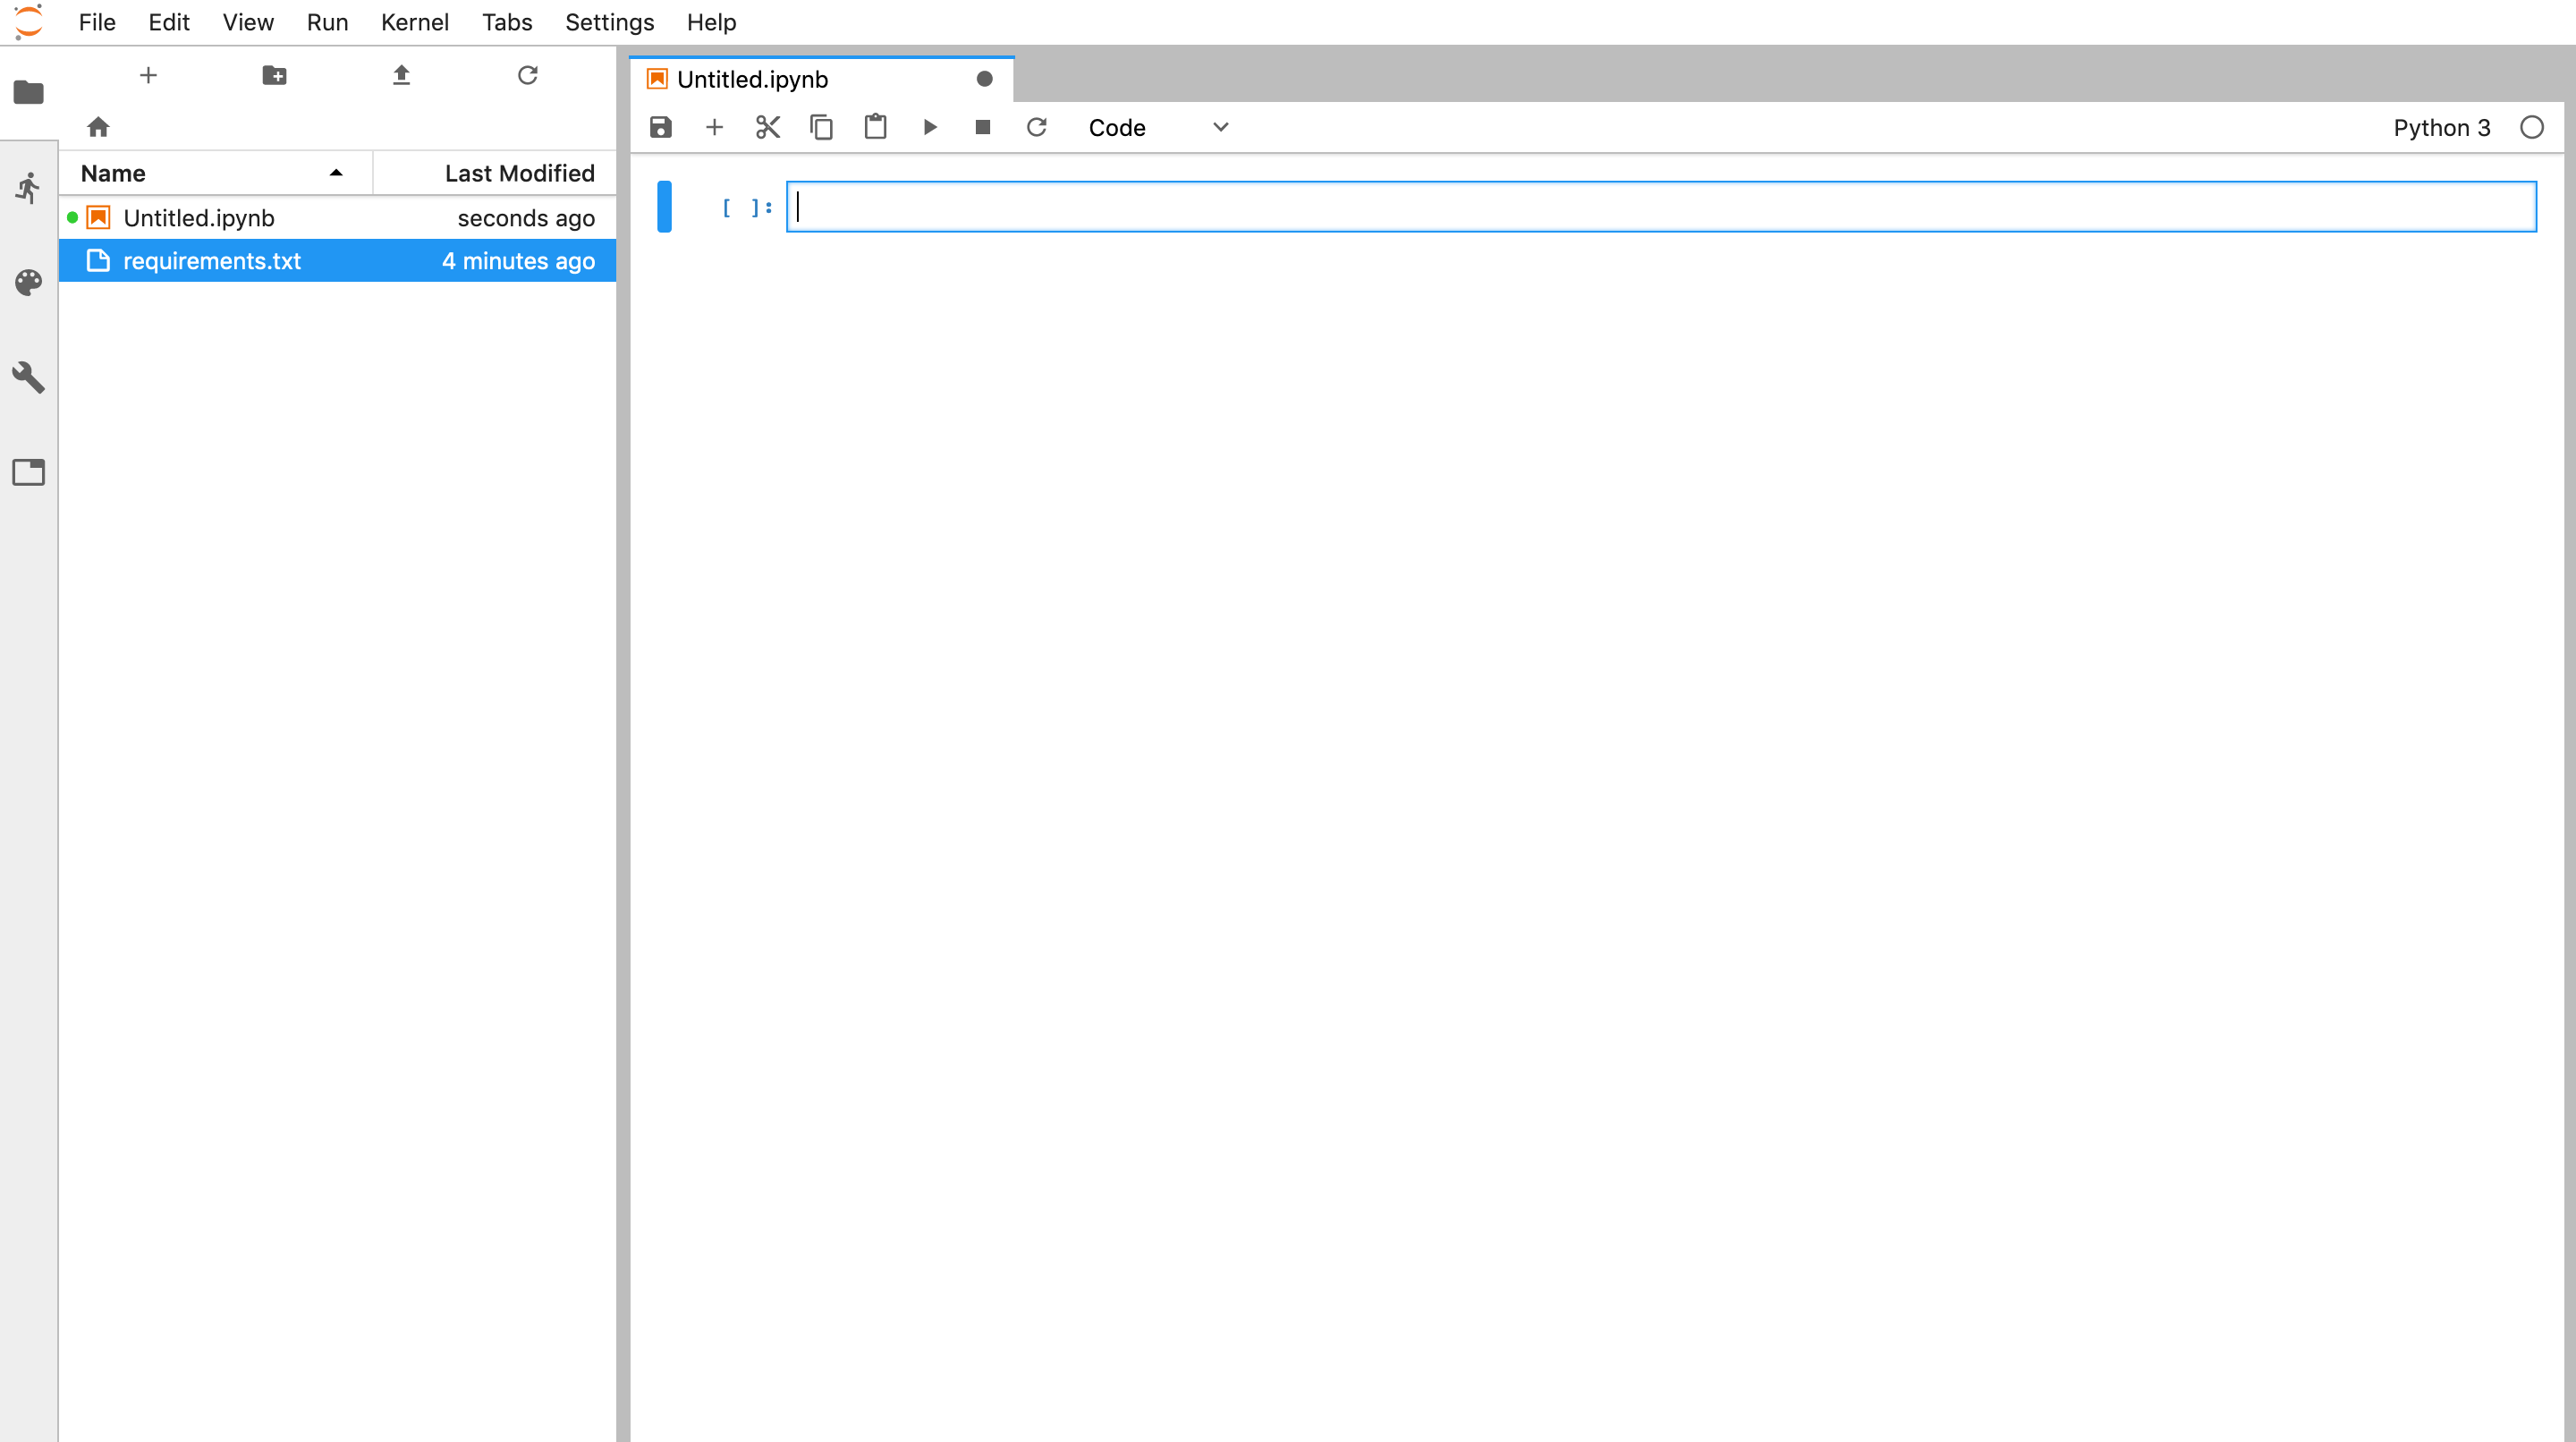 File Edit View Run Kernel Tabs Settings Help
Untitled.ipynb
Code Python 3
Name Last Modified
Untitled.ipynb seconds ago
requirements.txt 4 minutes ago
[ ]: